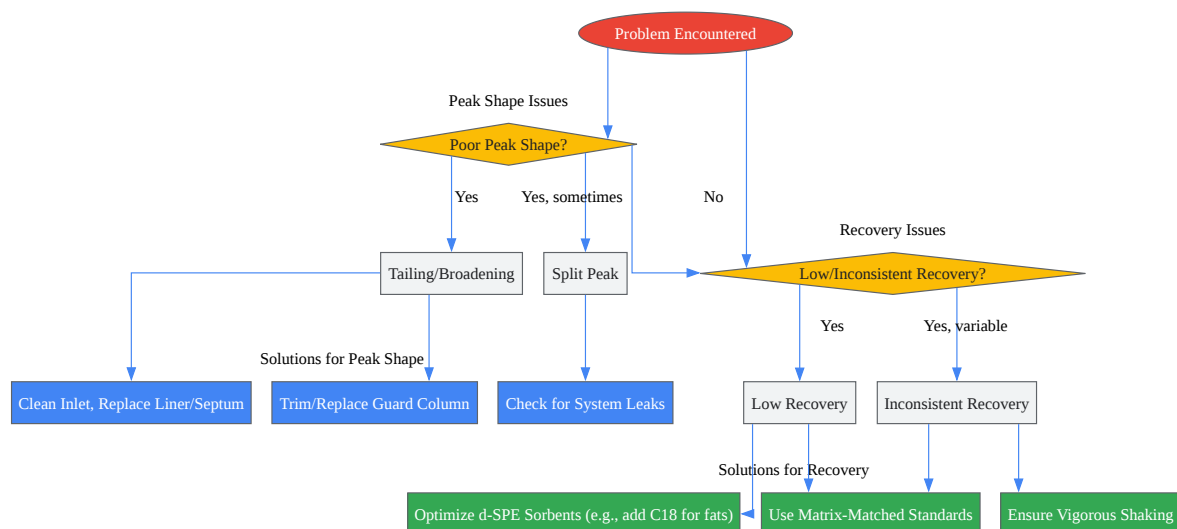 Problem Encountered
Peak Shape Issues
Poor Peak Shape?
Yes
Yes, sometimes
No
Recovery Issues
Tailing/Broadening
Split Peak
Low/Inconsistent Recovery?
Yes
Yes, variable
Solutions for Peak Shape
Clean Inlet, Replace Liner/Septum
Trim/Replace Guard Column
Check for System Leaks
Low Recovery
Inconsistent Recovery
Solutions for Recovery
Optimize d-SPE Sorbents (e.g., add C18 for fats)
Use Matrix-Matched Standards
Ensure Vigorous Shaking